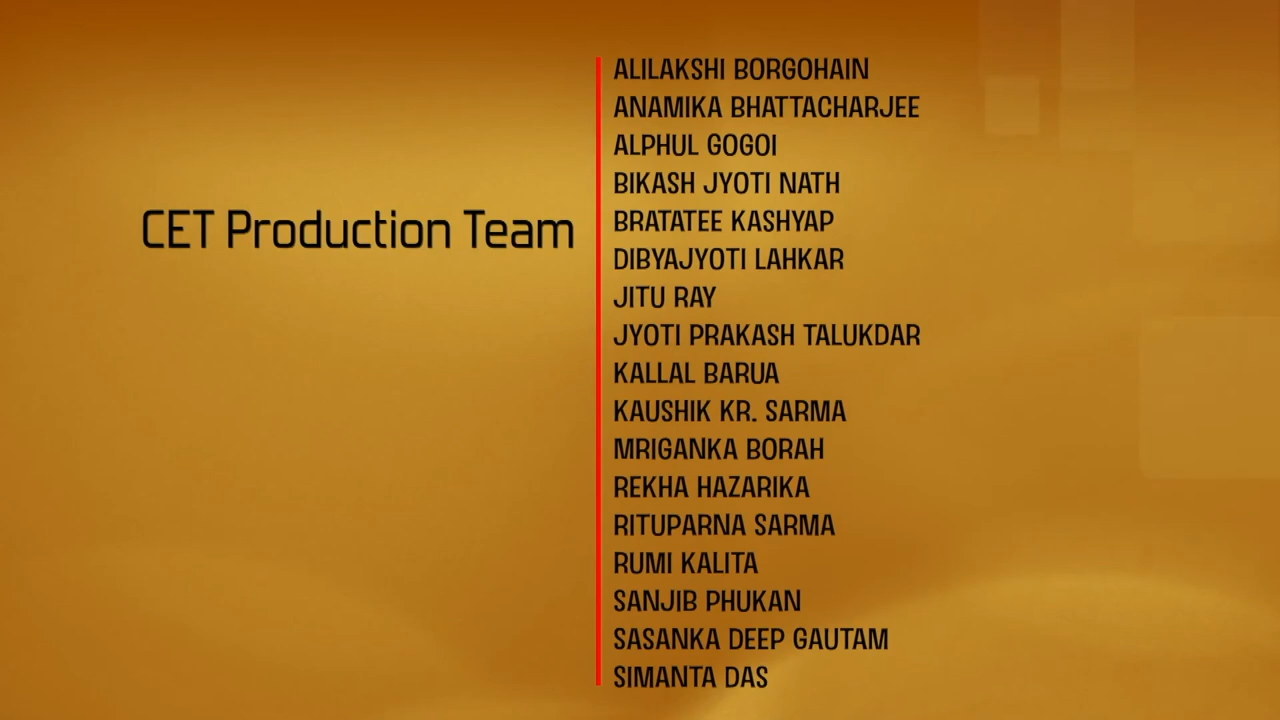 CET Production Team
ALILAKSHI BORGOHAIN
ANAMIKA BHATTACHARJEE
ALPHUL GOGOI
BIKASH JYOTI NATH
BRATATEE KASHYAP
DIBYAJYOTI LAHKAR
JITU RAY
JYOTI PRAKASH TALUKDAR
KALLAL BARUA
KAUSHIK KR. SARMA
MRIGANKA BORAH
REKHA HAZARIKA
RITUPARNA SARMA
RUMI KALITA
SANJIB PHUKAN
SASANKA DEEP GAUTAM
SIMANTA DAS